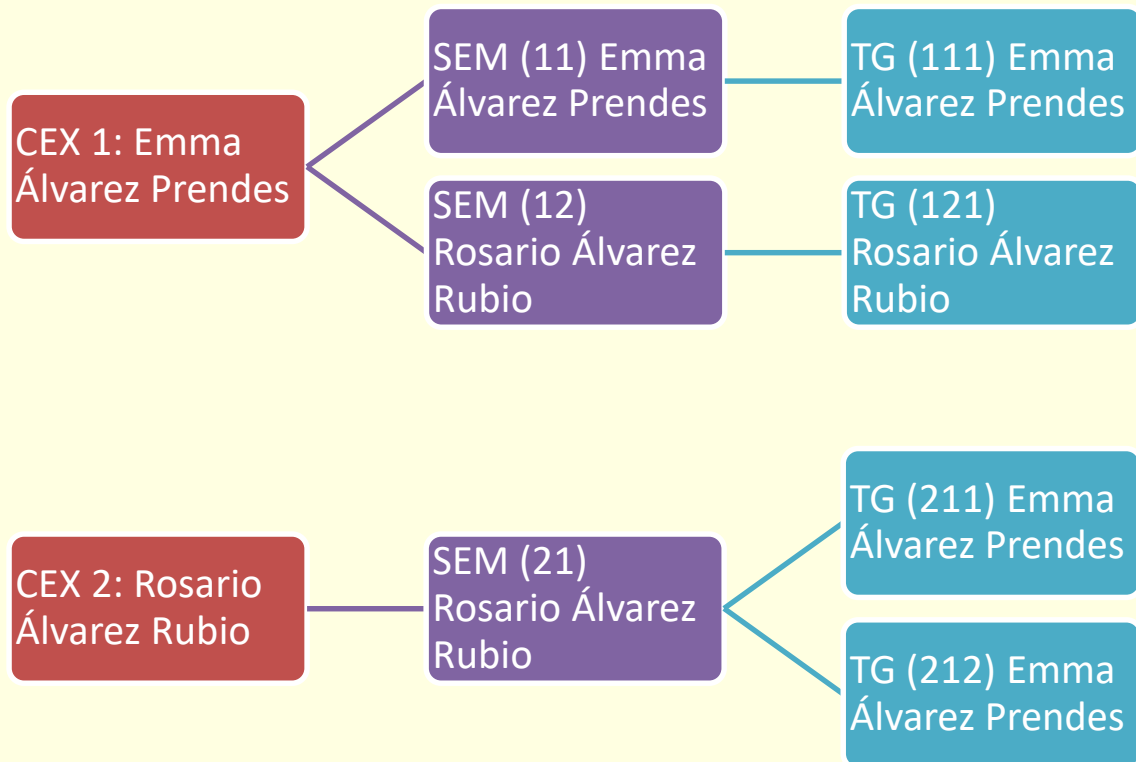 CEX 1: Emma
Álvarez Prendes
SEM (11) Emma
Álvarez Prendes
TG (111) Emma
Álvarez Prendes
SEM (12)
Rosario Álvarez
Rubio
TG (121)
Rosario Álvarez
Rubio
CEX 2: Rosario
Álvarez Rubio
SEM (21)
Rosario Álvarez
Rubio
TG (211) Emma
Álvarez Prendes
TG (212) Emma
Álvarez Prendes